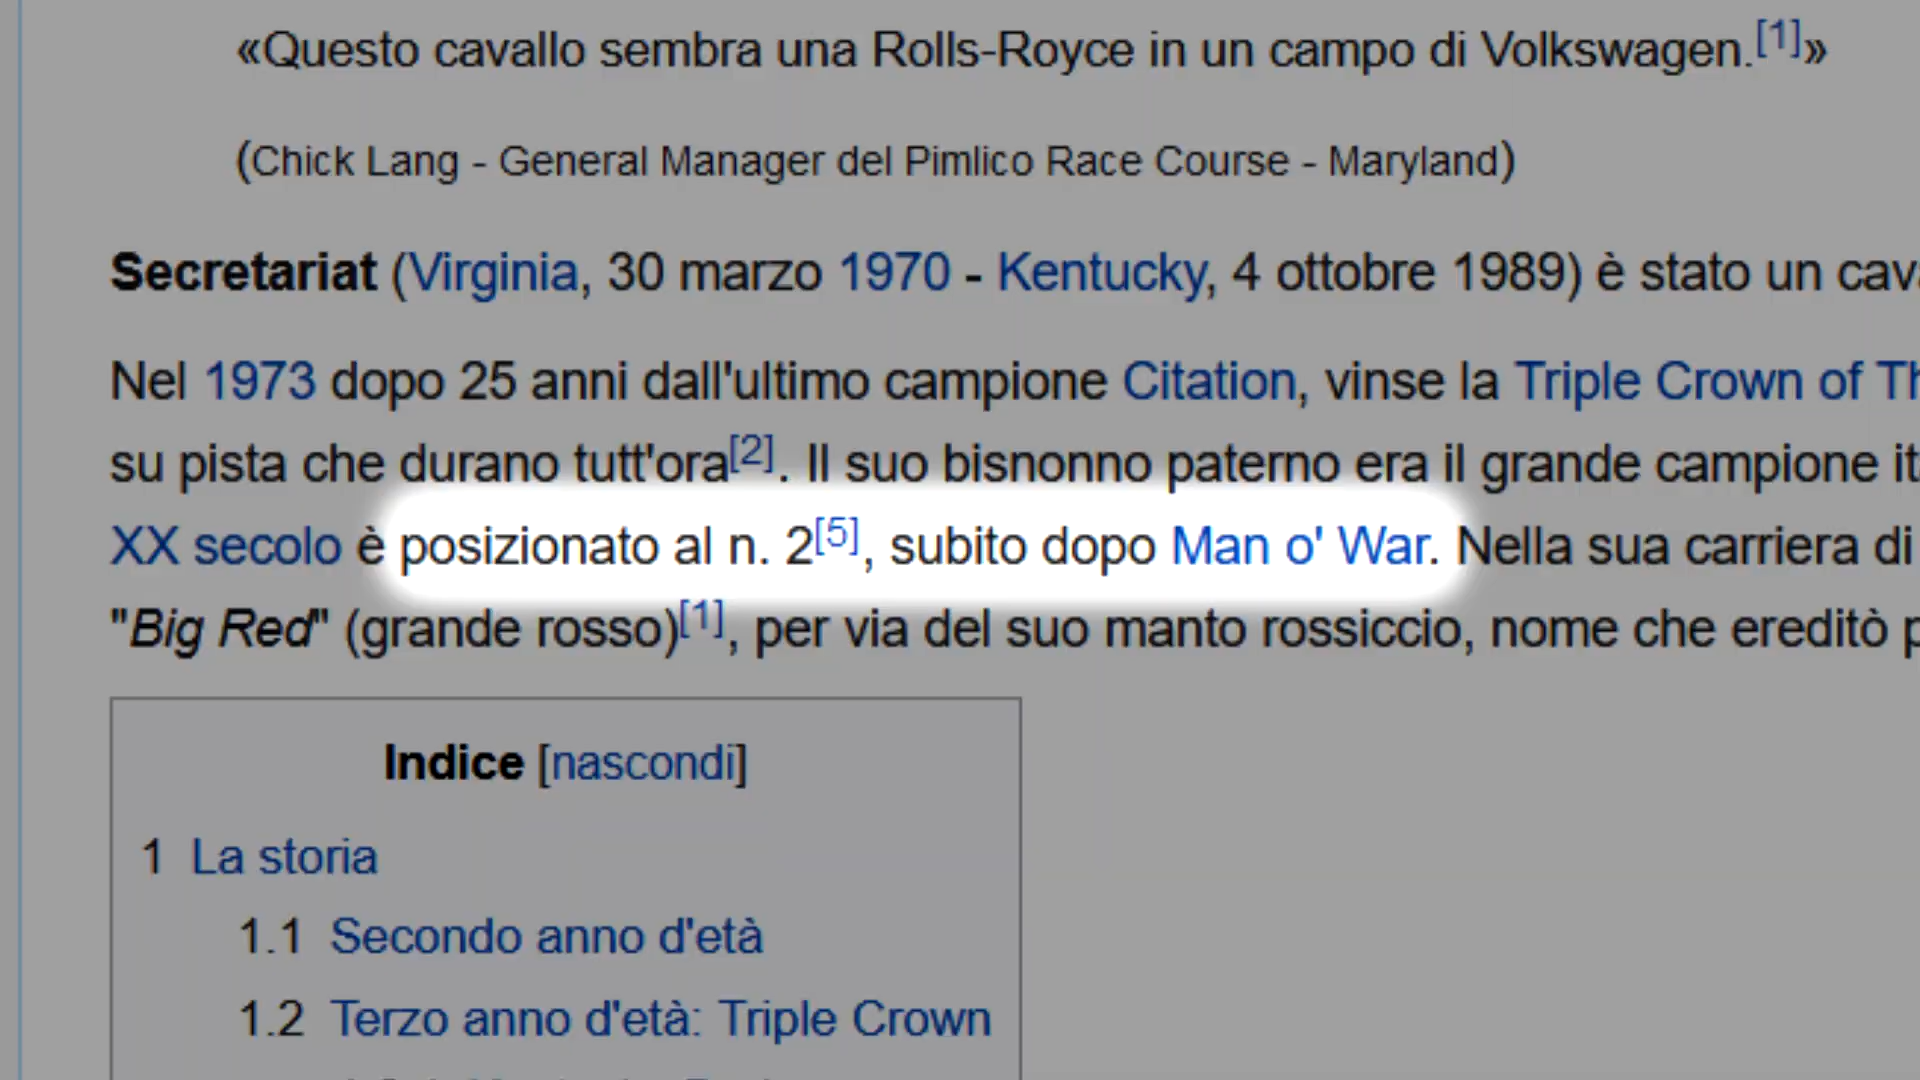 «Questo cavallo sembra una Rolls-Royce in un campo di Volkswagen.[1]»
(Chick Lang - General Manager del Pimlico Race Course - Maryland)
Secretariat (Virginia, 30 marzo 1970 - Kentucky, 4 ottobre 1989) è stato un
Nel 1973 dopo 25 anni dall'ultimo campione Citation, vinse la Triple Crown of
su pista che durano tutt'ora[2]. Il suo bisnonno paterno era il grande campione
XX secolo è posizionato al n. 2[5], subito dopo Man o' War. Nella sua carriera di
"Big Red" (grande rosso)[1], per via del suo manto rossiccio, nome che ereditò
Indice [nascondi]
1 La storia
1.1 Secondo anno d'età
1.2 Terzo anno d'età: Triple Crown